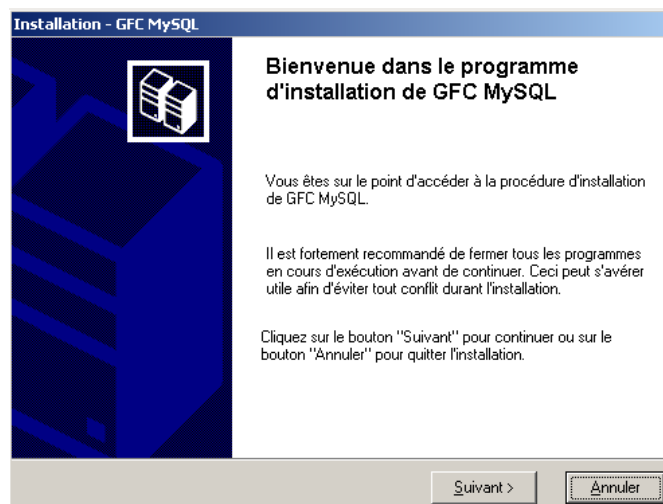 Installation - GFC MySQL
Bienvenue dans le programme
d'installation de GFC MySQL
Vous êtes sur le point d'accéder à la procédure d'installation
de GFC MySQL.
Il est fortement recommandé de fermer tous les programmes
en cours d'exécution avant de continuer. Ceci peut s'avérer
utile afin d'éviter tout conflit durant l'installation.
Cliquez sur le bouton "Suivant" pour continuer ou sur le
bouton "Annuler" pour quitter l'installation.
Suivant >
Annuler